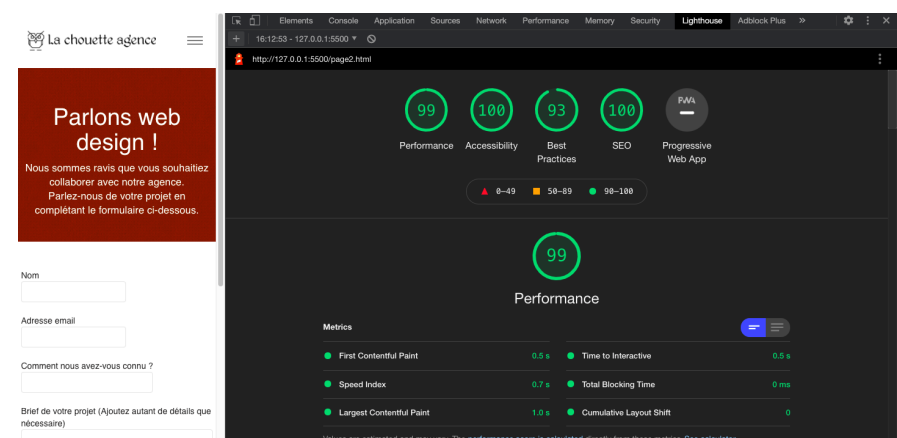 La chouette agence
Parlons web
design !
Nous sommes ravis que vous souhaitiez
collaborer avec notre agence.
Parlez-nous de votre projet en
complétant le formulaire ci-dessous.
Nom
Adresse email
Comment nous avez-vous connu ?
Brief de votre projet (Ajoutez autant de détails que
nécessaire)
Elements Console Application Sources Network Performance Memory Security Lighthouse Adblock Plus »
+ 16:12:53 - 127.0.0.1:5500
http://127.0.0.1:5500/page2.html
99 100 93 100 PWA
Performance Accessibility Best Practices SEO Progressive Web App
0–49 50–89 90–100
99
Performance
Metrics
First Contentful Paint 0.5 s Time to Interactive 0.5 s
Speed Index 0.7 s Total Blocking Time 0 ms
Largest Contentful Paint 1.0 s Cumulative Layout Shift 0